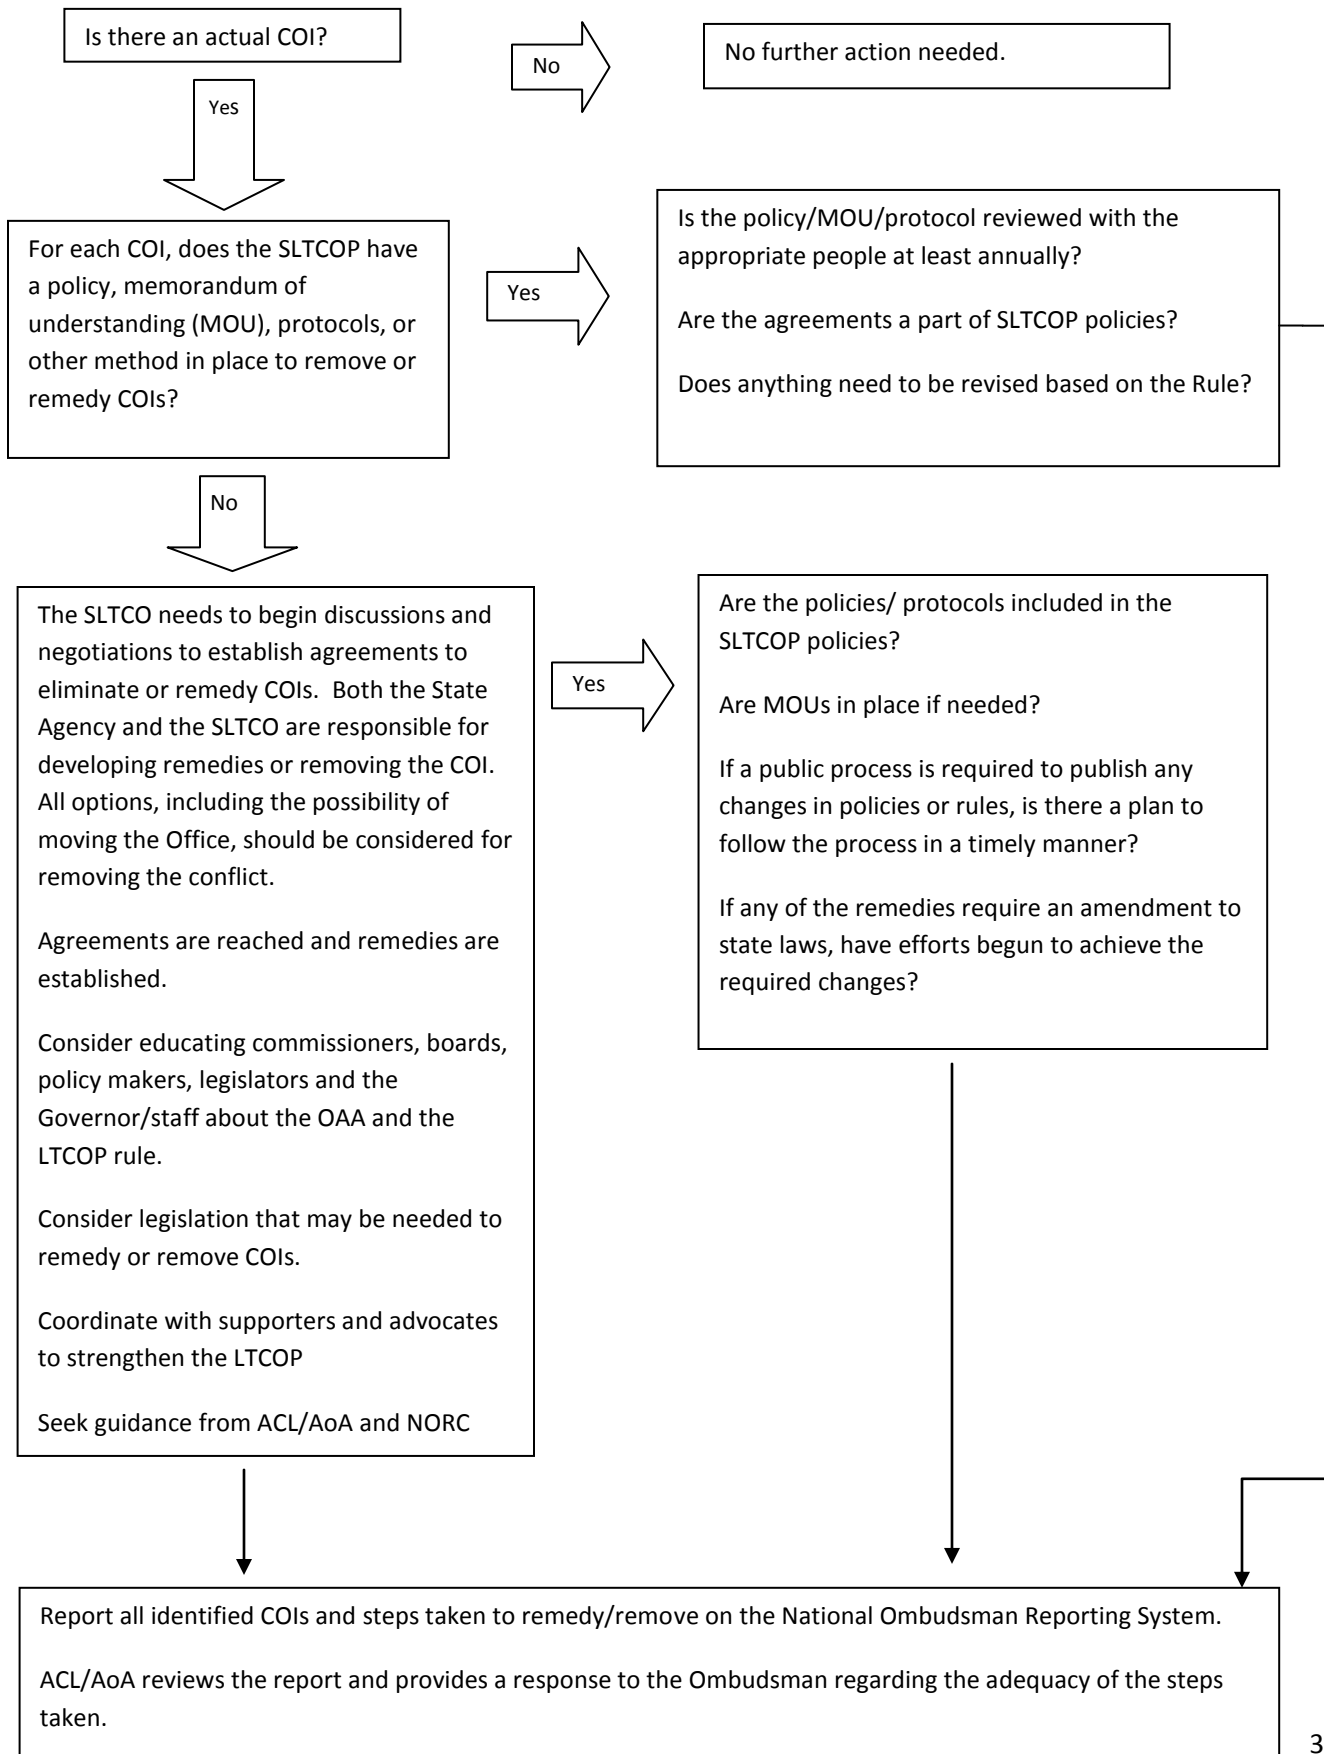 Is there an actual COI?
No
No further action needed.
Yes
For each COI, does the SLTCOP have
a policy, memorandum of
understanding (MOU), protocols, or
other method in place to remove or
remedy COIs?
Yes
Is the policy/MOU/protocol reviewed with the
appropriate people at least annually?
Are the agreements a part of SLTCOP policies?
Does anything need to be revised based on the Rule?
No
The SLTCO needs to begin discussions and
negotiations to establish agreements to
eliminate or remedy COIs. Both the State
Agency and the SLTCO are responsible for
developing remedies or removing the COI.
All options, including the possibility of
moving the Office, should be considered for
removing the conflict.
Agreements are reached and remedies are
established.
Consider educating commissioners, boards,
policy makers, legislators and the
Governor/staff about the OAA and the
LTCOP rule.
Consider legislation that may be needed to
remedy or remove COIs.
Coordinate with supporters and advocates
to strengthen the LTCOP
Seek guidance from ACL/AoA and NORC
Yes
Are the policies/ protocols included in the
SLTCOP policies?
Are MOUs in place if needed?
If a public process is required to publish any
changes in policies or rules, is there a plan to
follow the process in a timely manner?
If any of the remedies require an amendment to
state laws, have efforts begun to achieve the
required changes?
Report all identified COIs and steps taken to remedy/remove on the National Ombudsman Reporting System.
ACL/AoA reviews the report and provides a response to the Ombudsman regarding the adequacy of the steps
taken.
3